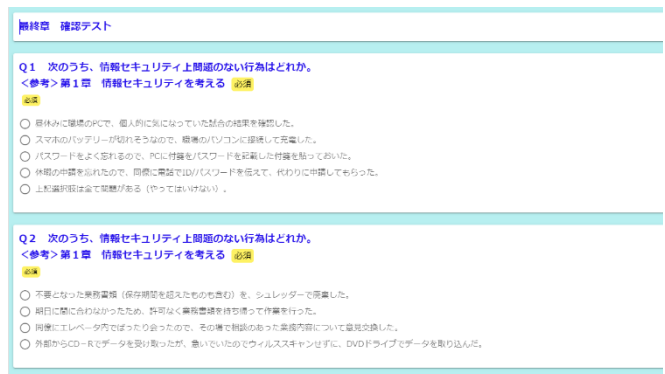 最終章　確認テスト
Q１　次のうち、情報セキュリティ上問題のない行為はどれか。
＜参考＞第１章　情報セキュリティを考える 必須
必須
昼休みに職場のPCで、個人的に気になっていた試合の結果を確認した。
スマホのバッテリーが切れそうなので、職場のパソコンに接続して充電した。
パスワードをよく忘れるので、PCに付箋をパスワードを記載した付箋を貼っておいた。
休暇の申請を忘れたので、同僚に電話でID/パスワードを伝えて、代わりに申請してもらった。
上記選択肢は全て問題がある（やってはいけない）。
Q２　次のうち、情報セキュリティ上問題のない行為はどれか。
＜参考＞第１章　情報セキュリティを考える 必須
必須
不要となった業務書類（保存期間を超えたものも含む）を、シュレッダーで廃棄した。
期日に間に合わなかったため、許可なく業務書類を持ち帰って作業を行った。
同僚にエレベータ内でばったり会ったので、その場で相談のあった業務内容について意見交換した。
外部からCD－Rでデータを受け取ったが、急いでいたのでウィルススキャンせずに、DVDドライブでデータを取り込んだ。